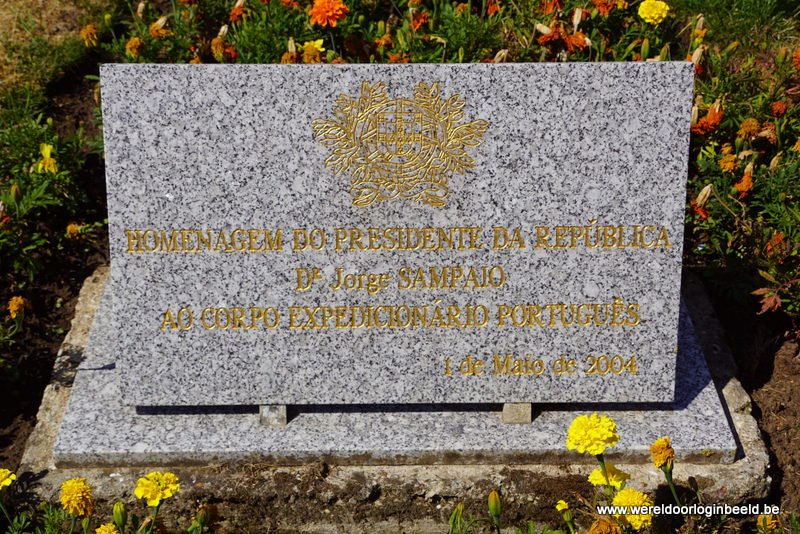 HOMENAGEM DO PRESIDENTE DA REPÚBLICA
Dr Jorge SAMPAIO
AO CORPO EXPEDICIONÁRIO PORTUGUÊS
1 de Maio de 2004
www.wereldoorloginbeeld.be